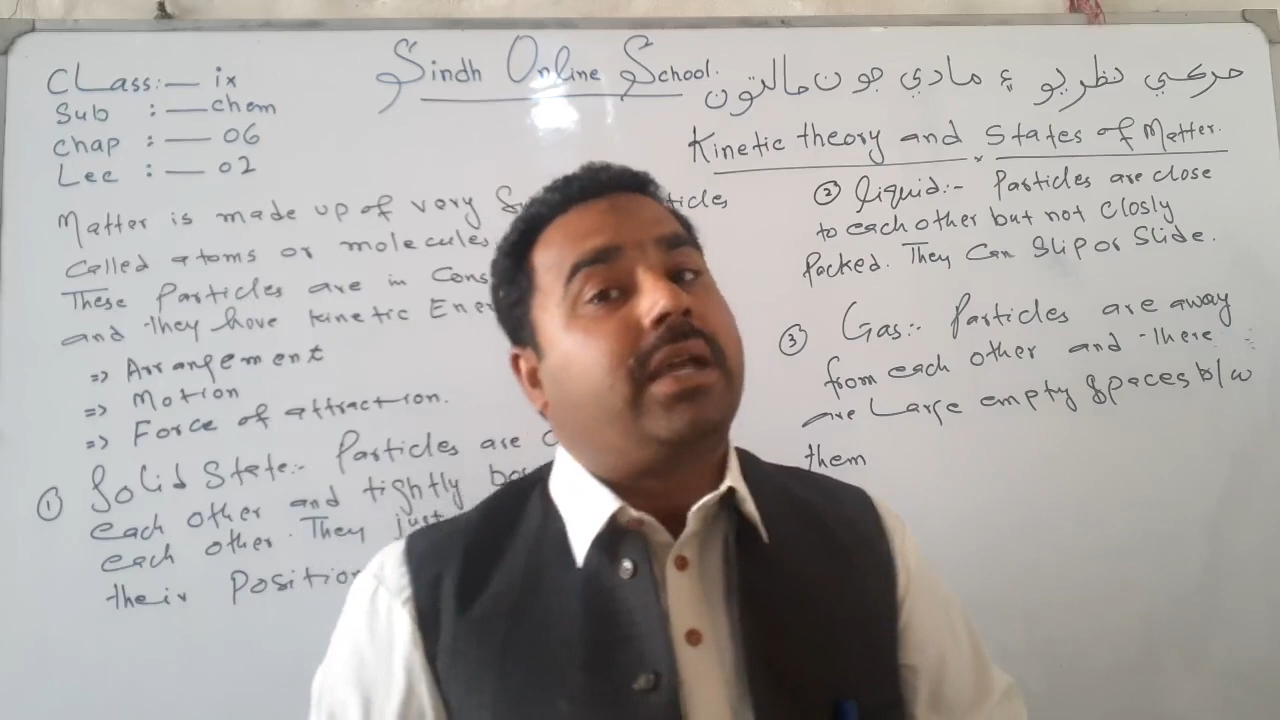 Sindh Online School.
Class:— ix
Sub :— chem
Chap :— 06
Lec :— 02
حرڪي نظريو ۽ مادي جون حالتون
Kinetic theory and States of Matter.
Matter is made up of very
Called atoms or molecules
These Particles are in
and they have kinetic
=> Arrangement
=> Motion
=> Force of attraction.
① Solid State:- Particles are
each other and tightly
each other. They just
their Position
② liquid:- Particles are close
to each other but not Closly
Packed. They Can Slip or Slide.
③ Gas:- Particles are away
from each other and there
are Large empty Spaces b/w
them